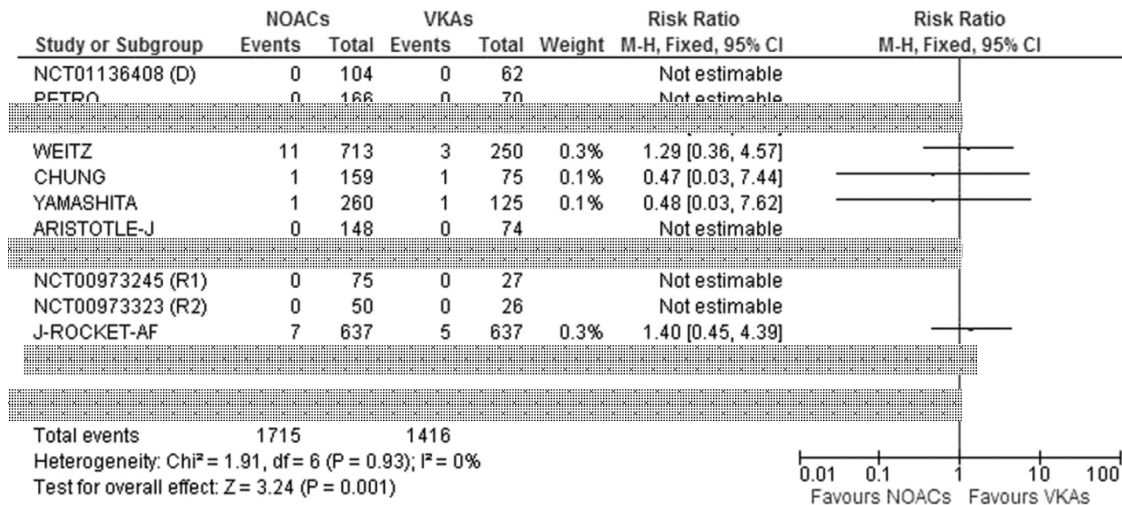 NOACs VKAs Risk Ratio Risk Ratio
Study or Subgroup Events Total Events Total Weight M-H, Fixed, 95% CI M-H, Fixed, 95% CI
NCT01136408 (D) 0 104 0 62 Not estimable
PETRO 0 166 0 70 Not estimable
WEITZ 11 713 3 250 0.3% 1.29 [0.36, 4.57]
CHUNG 1 159 1 75 0.1% 0.47 [0.03, 7.44]
YAMASHITA 1 260 1 125 0.1% 0.48 [0.03, 7.62]
ARISTOTLE-J 0 148 0 74 Not estimable
NCT00973245 (R1) 0 75 0 27 Not estimable
NCT00973323 (R2) 0 50 0 26 Not estimable
J-ROCKET-AF 7 637 5 637 0.3% 1.40 [0.45, 4.39]
Total events 1715 1416
Heterogeneity: Chi² = 1.91, df = 6 (P = 0.93); I² = 0%
Test for overall effect: Z = 3.24 (P = 0.001)
0.01 0.1 1 10 100
Favours NOACs Favours VKAs